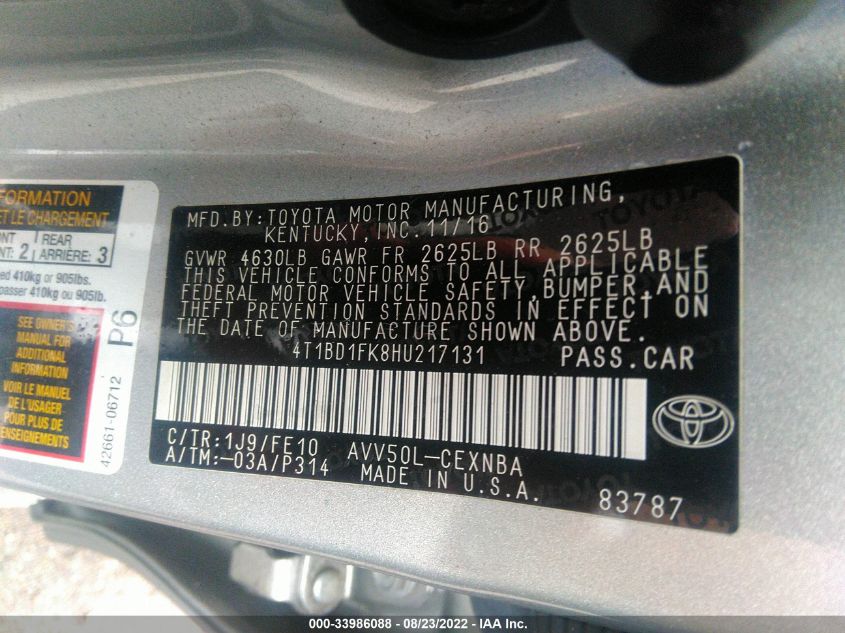 FORMATION
ET LE CHARGEMENT
REAR
2 ARRIÈRE: 3
410kg or 905lbs.
passer 410kg ou 905lb.
SEE OWNER'S
MANUAL FOR
ADDITIONAL
INFORMATION
VOIR LE MANUEL
DE L'USAGER
POUR PLUS DE
RENSEIGNEMENTS
P6
42661-06712
MFD.BY:TOYOTA MOTOR MANUFACTURING,
KENTUCKY,INC.11/16
GVWR 4630LB GAWR FR 2625LB RR 2625LB
THIS VEHICLE CONFORMS TO ALL APPLICABLE
FEDERAL MOTOR VEHICLE SAFETY,BUMPER,AND
THEFT PREVENTION STANDARDS IN EFFECT ON
THE DATE OF MANUFACTURE SHOWN ABOVE.
4T1BD1FK8HU217131 PASS.CAR
C/TR:1J9/FE10 AVV50L-CEXNBA
A/TM:-03A/P314 MADE IN U.S.A.
83787
000-33986088 - 08/23/2022 - IAA Inc.